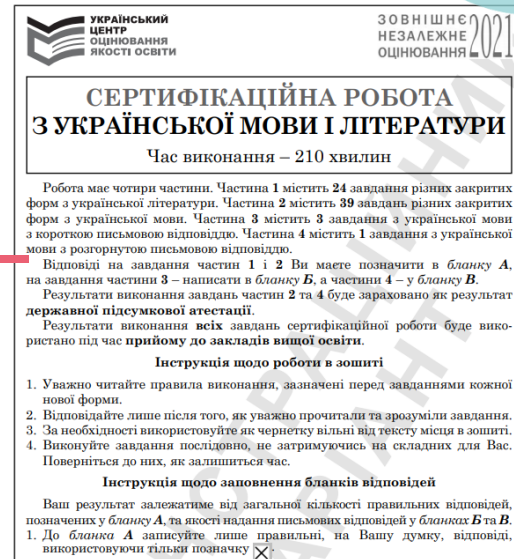 УКРАЇНСЬКИЙ
ЦЕНТР
ОЦІНЮВАННЯ
ЯКОСТІ ОСВІТИ
ЗОВНІШНЄ
НЕЗАЛЕЖНЕ
ОЦІНЮВАННЯ 2021
СЕРТИФІКАЦІЙНА РОБОТА
З УКРАЇНСЬКОЇ МОВИ І ЛІТЕРАТУРИ
Час виконання – 210 хвилин
Робота має чотири частини. Частина 1 містить 24 завдання різних закритих
форм з української літератури. Частина 2 містить 39 завдань різних закритих
форм з української мови. Частина 3 містить 3 завдання з української мови
з короткою письмовою відповіддю. Частина 4 містить 1 завдання з української
мови з розгорнутою письмовою відповіддю.
Відповіді на завдання частин 1 і 2 Ви маєте позначити в бланку А,
на завдання частини 3 – написати в бланку Б, а частини 4 – у бланку В.
Результати виконання завдань частин 2 та 4 буде зараховано як результат
державної підсумкової атестації.
Результати виконання всіх завдань сертифікаційної роботи буде вико-
ристано під час прийому до закладів вищої освіти.
Інструкція щодо роботи в зошиті
1. Уважно читайте правила виконання, зазначені перед завданнями кожної
нової форми.
2. Відповідайте лише після того, як уважно прочитали та зрозуміли завдання.
3. За необхідності використовуйте як чернетку вільні від тексту місця в зошиті.
4. Виконуйте завдання послідовно, не затримуючись на складних для Вас.
Поверніться до них, як залишиться час.
Інструкція щодо заповнення бланків відповідей
Ваш результат залежатиме від загальної кількості правильних відповідей,
позначених у бланку А, та якості надання письмових відповідей у бланках Б та В.
1. До бланка А записуйте лише правильні, на Вашу думку, відповіді,
використовуючи тільки позначку ☒.